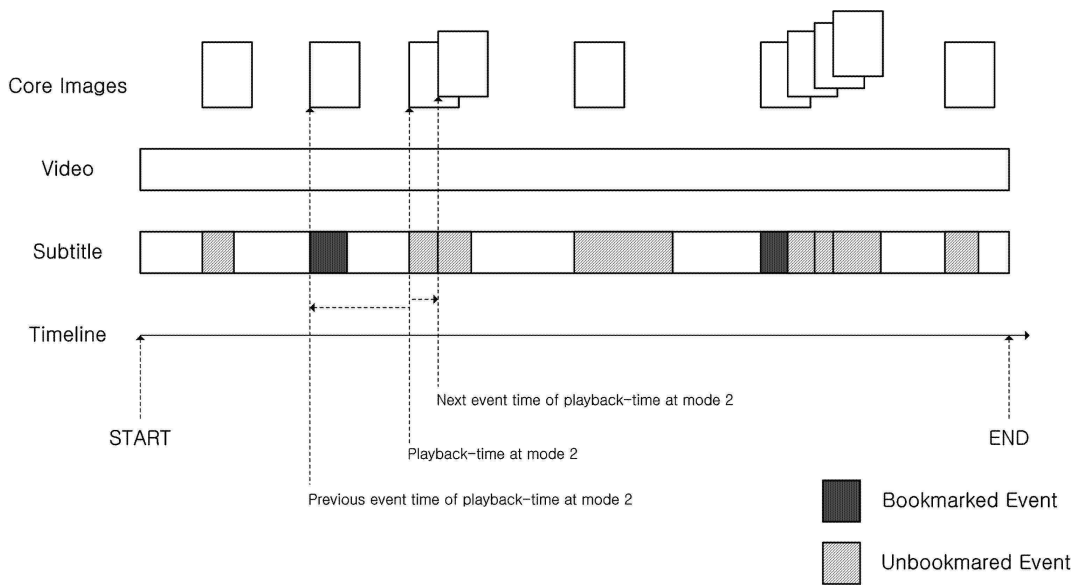 Core Images
Video
Subtitle
Timeline
Next event time of playback-time at mode 2
START
END
Playback-time at mode 2
Previous event time of playback-time at mode 2
Bookmarked Event
Unbookmared Event